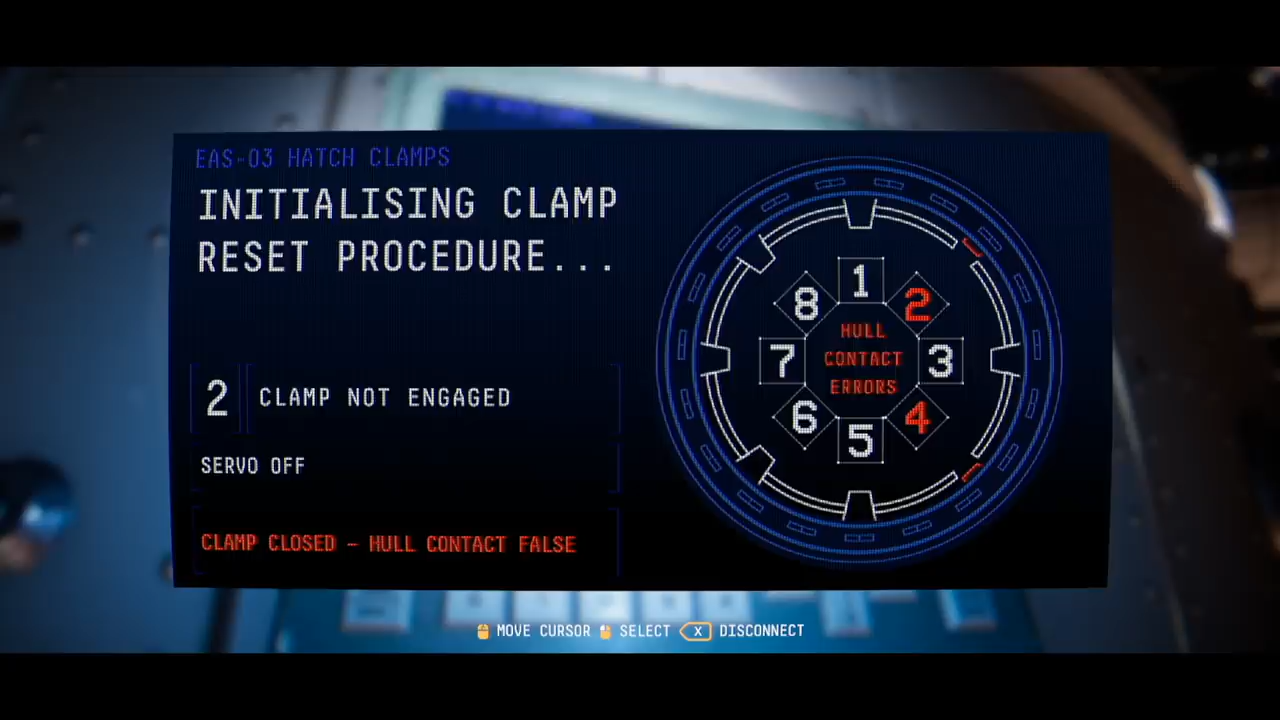 EAS-03 HATCH CLAMPS
INITIALISING CLAMP
RESET PROCEDURE...
2 CLAMP NOT ENGAGED
SERVO OFF
CLAMP CLOSED - HULL CONTACT FALSE
1
2
3
4
5
6
7
8
HULL
CONTACT
ERRORS
MOVE CURSOR SELECT X DISCONNECT